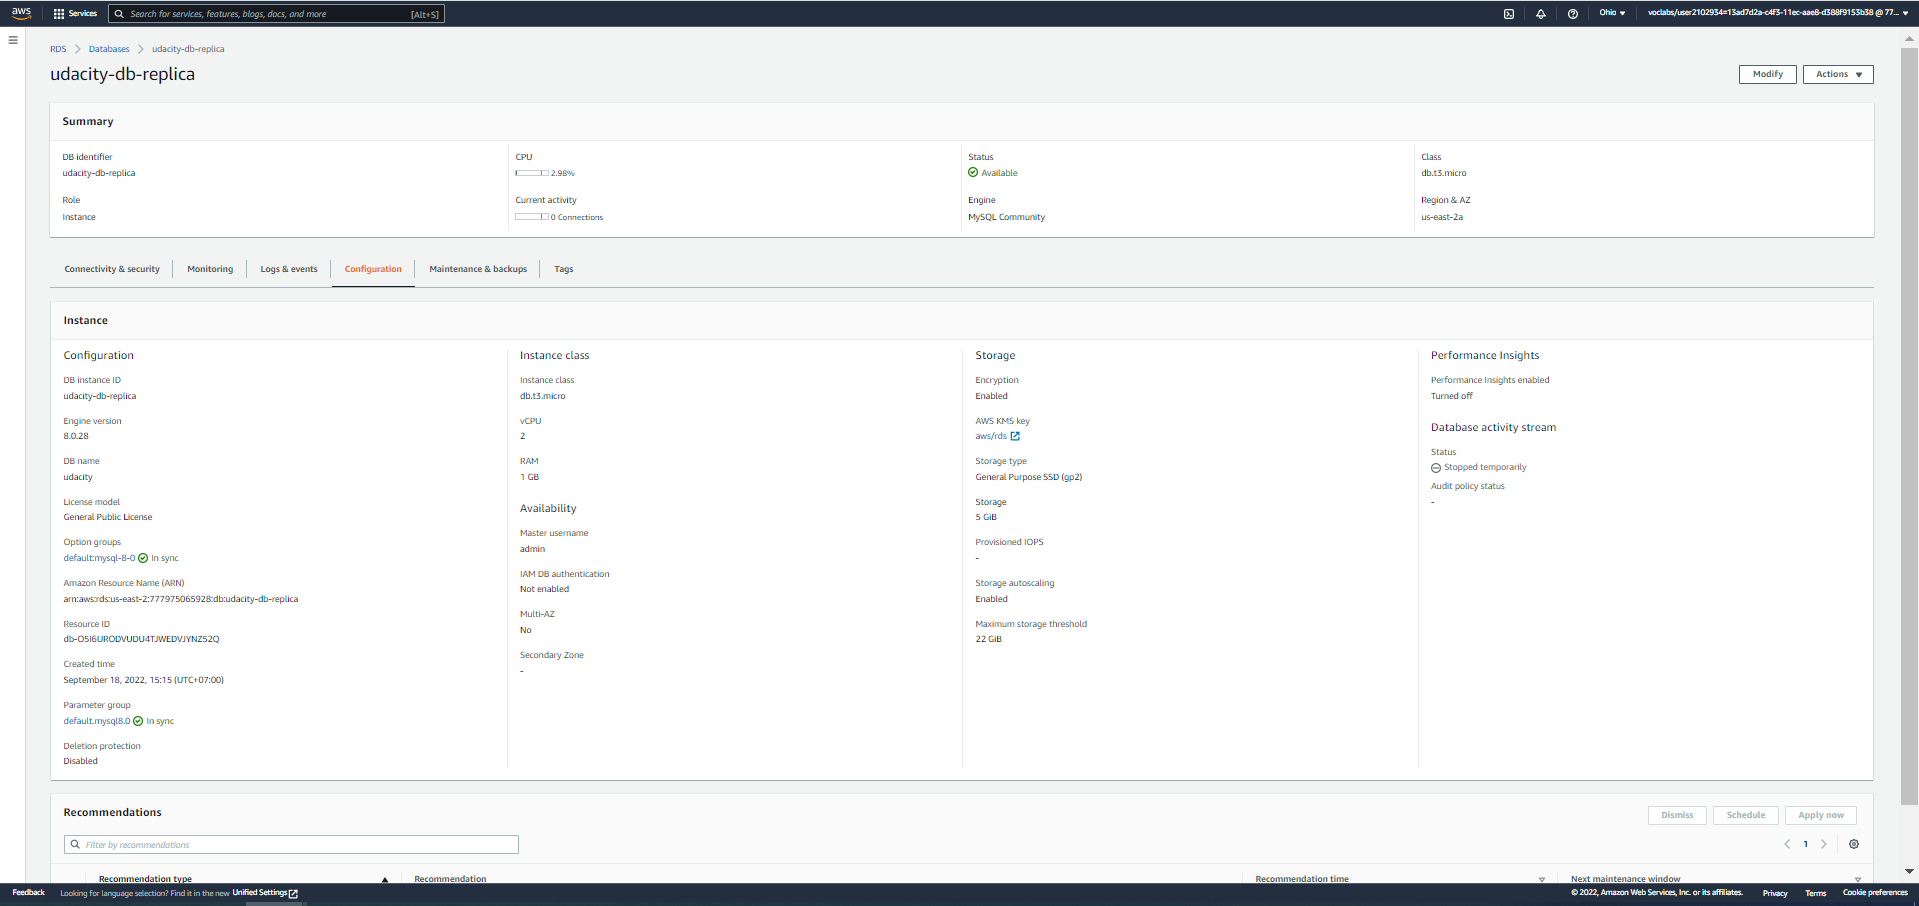 aws Services Search for services, features, blogs, docs, and more [Alt+S] Ohio voclabs/user2102934=13ad7d2a-c4f3-11ec-aae8-d388f9153b38 @ 77...
RDS Databases udacity-db-replica
udacity-db-replica
Modify Actions
Summary
DB identifier CPU Status Class
udacity-db-replica 2.98% Available db.t3.micro
Role Current activity Engine Region & AZ
Instance 0 Connections MySQL Community us-east-2a
Connectivity & security Monitoring Logs & events Configuration Maintenance & backups Tags
Instance
Configuration
DB instance ID
udacity-db-replica
Engine version
8.0.28
DB name
udacity
License model
General Public License
Option groups
default:mysql-8-0 In sync
Amazon Resource Name (ARN)
arn:aws:rds:us-east-2:777975065928:db:udacity-db-replica
Resource ID
db-O5I6URODVUDU4TJWEDVJYNZ52Q
Created time
September 18, 2022, 15:15 (UTC+07:00)
Parameter group
default.mysql8.0 In sync
Deletion protection
Disabled
Instance class
Instance class
db.t3.micro
vCPU
2
RAM
1 GB
Availability
Master username
admin
IAM DB authentication
Not enabled
Multi-AZ
No
Secondary Zone
-
Storage
Encryption
Enabled
AWS KMS key
aws/rds
Storage type
General Purpose SSD (gp2)
Storage
5 GiB
Provisioned IOPS
-
Storage autoscaling
Enabled
Maximum storage threshold
22 GiB
Performance Insights
Performance Insights enabled
Turned off
Database activity stream
Status
Stopped temporarily
Audit policy status
-
Recommendations
Dismiss Schedule Apply now
Filter by recommendations
1
Recommendation type Recommendation Recommendation time Next maintenance window
Feedback Looking for language selection? Find it in the new Unified Settings © 2022, Amazon Web Services, Inc. or its affiliates. Privacy Terms Cookie preferences